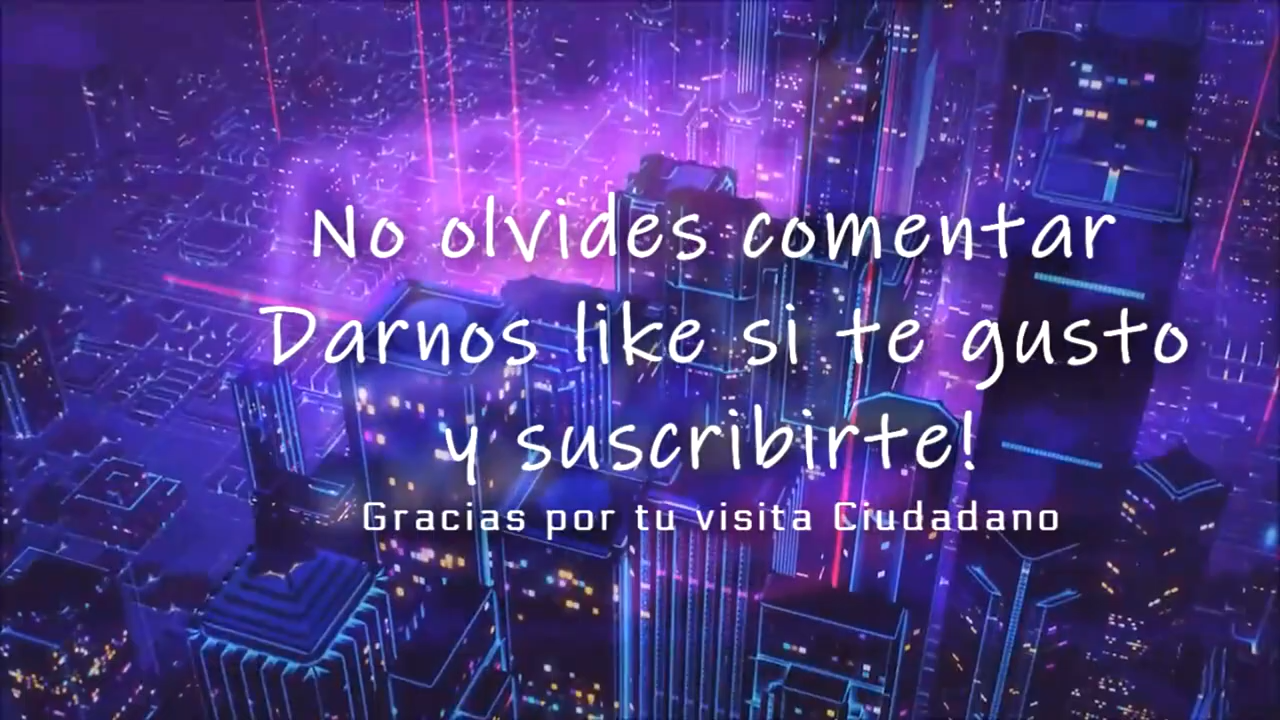 No olvides comentar
Darnos like si te gusto
y suscribirte!
Gracias por tu visita Ciudadano